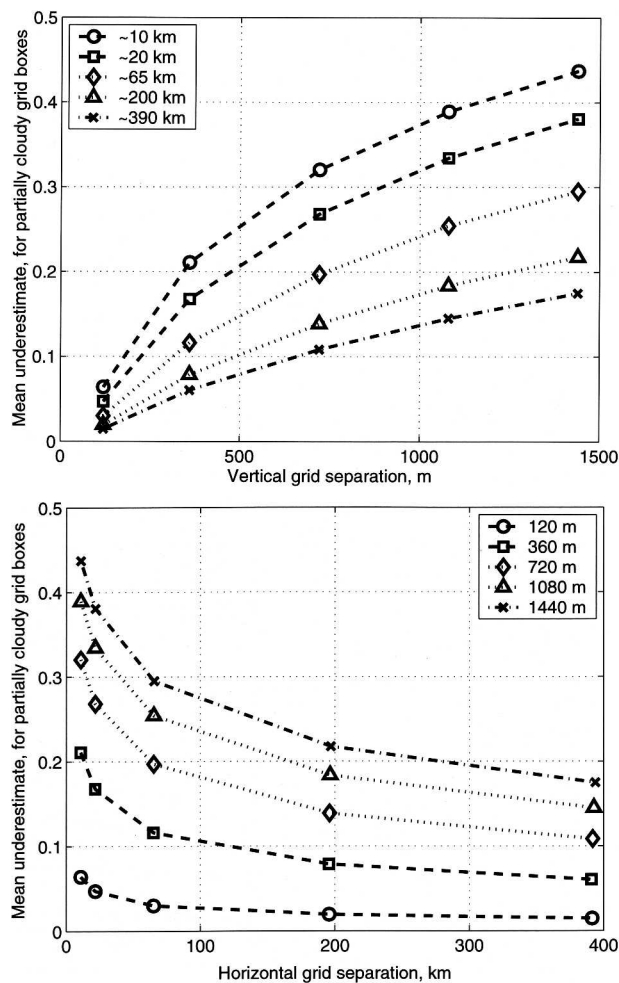 Mean underestimate, for partially cloudy grid boxes
0.5
0.4
0.3
0.2
0.1
0
~10 km
~20 km
~65 km
~200 km
~390 km
0
500
1000
1500
Vertical grid separation, m
Mean underestimate, for partially cloudy grid boxes
0.5
0.4
0.3
0.2
0.1
0
120 m
360 m
720 m
1080 m
1440 m
0
100
200
300
400
Horizontal grid separation, km